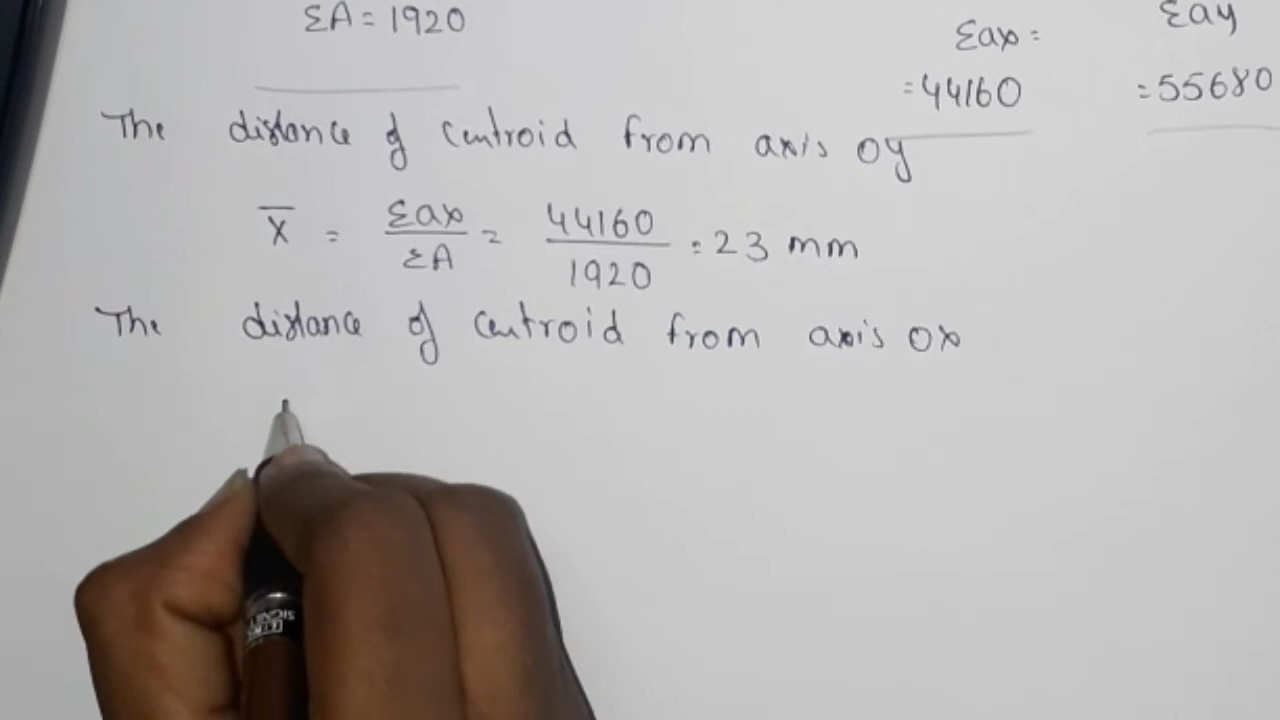 ΣA = 1920
Σax =
= 44160
Σay
= 55680
The distance of centroid from axis oy
X̅ = Σax/ΣA = 44160/1920 = 23 mm
The distance of centroid from axis ox